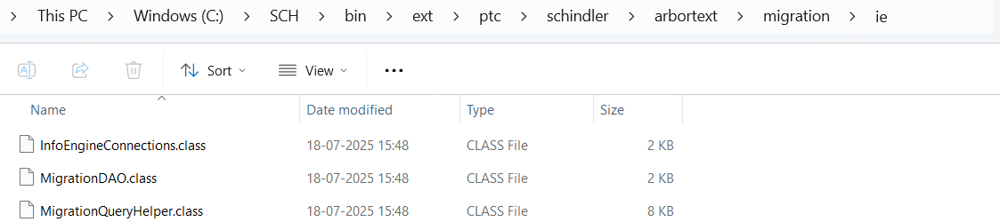 This PC > Windows (C:) > SCH > bin > ext > ptc > schindler > arbortext > migration > ie
Sort View
Name Date modified Type Size
InfoEngineConnections.class 18-07-2025 15:48 CLASS File 2 KB
MigrationDAO.class 18-07-2025 15:48 CLASS File 2 KB
MigrationQueryHelper.class 18-07-2025 15:48 CLASS File 8 KB